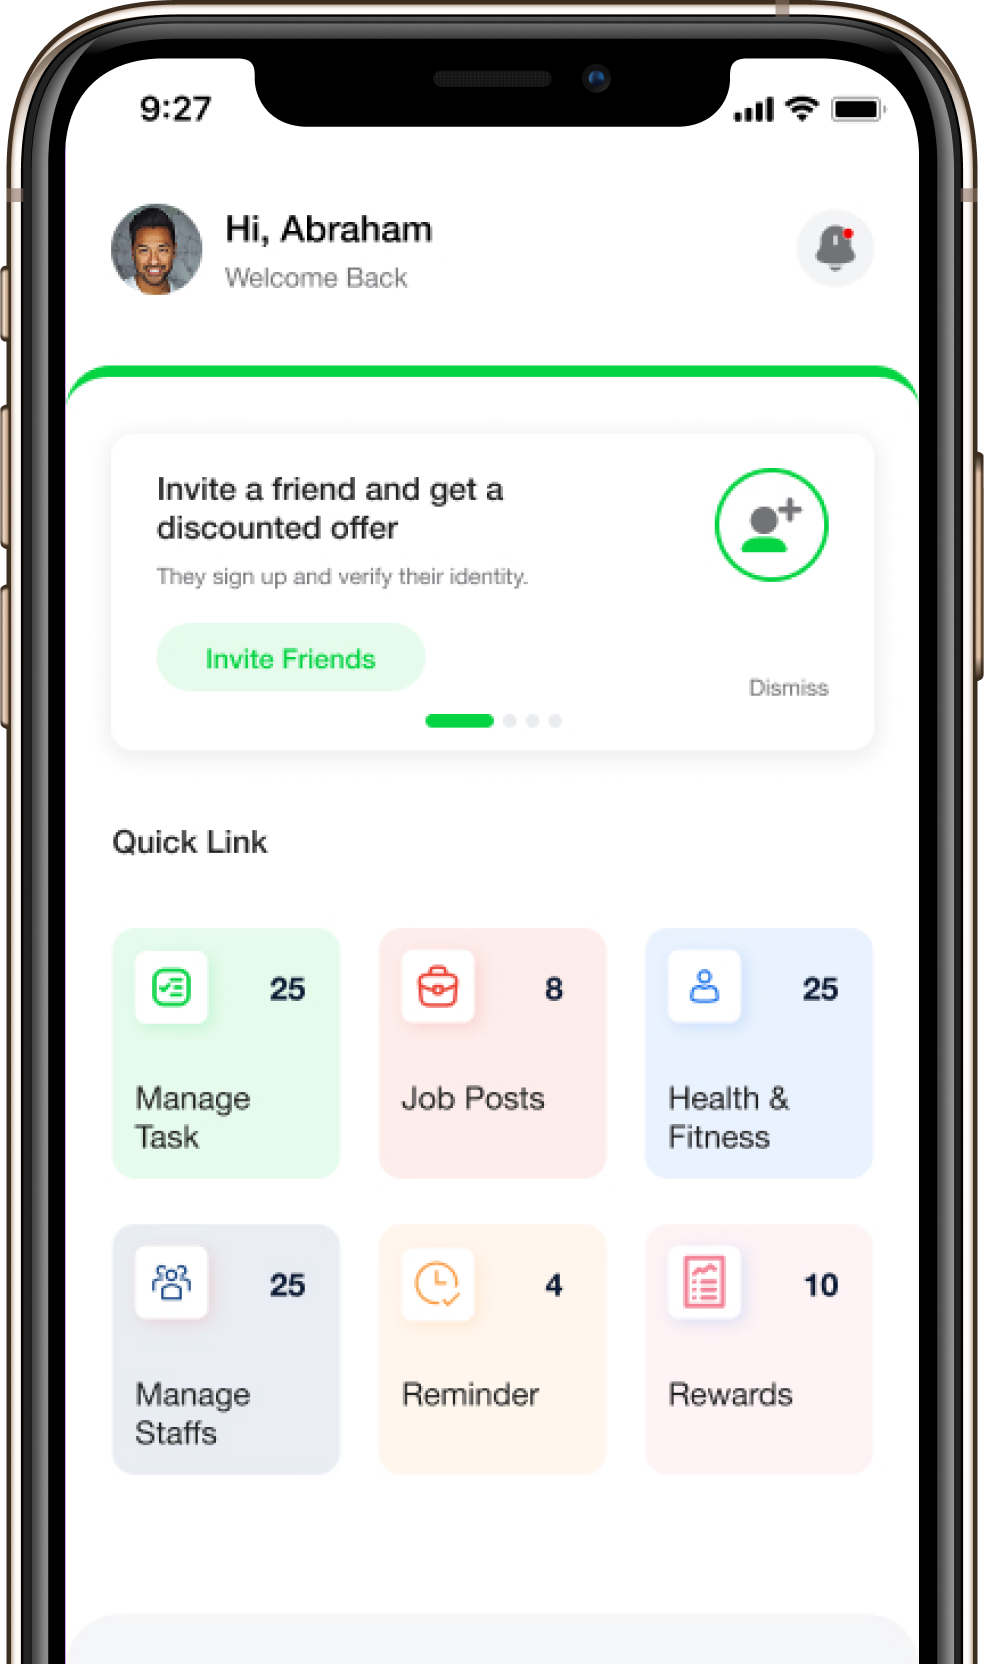 9:27
Hi, Abraham
Welcome Back
Invite a friend and get a
discounted offer
They sign up and verify their identity.
Invite Friends
Dismiss
Quick Link
25
Manage
Task
8
Job Posts
25
Health &
Fitness
25
Manage
Staffs
4
Reminder
10
Rewards